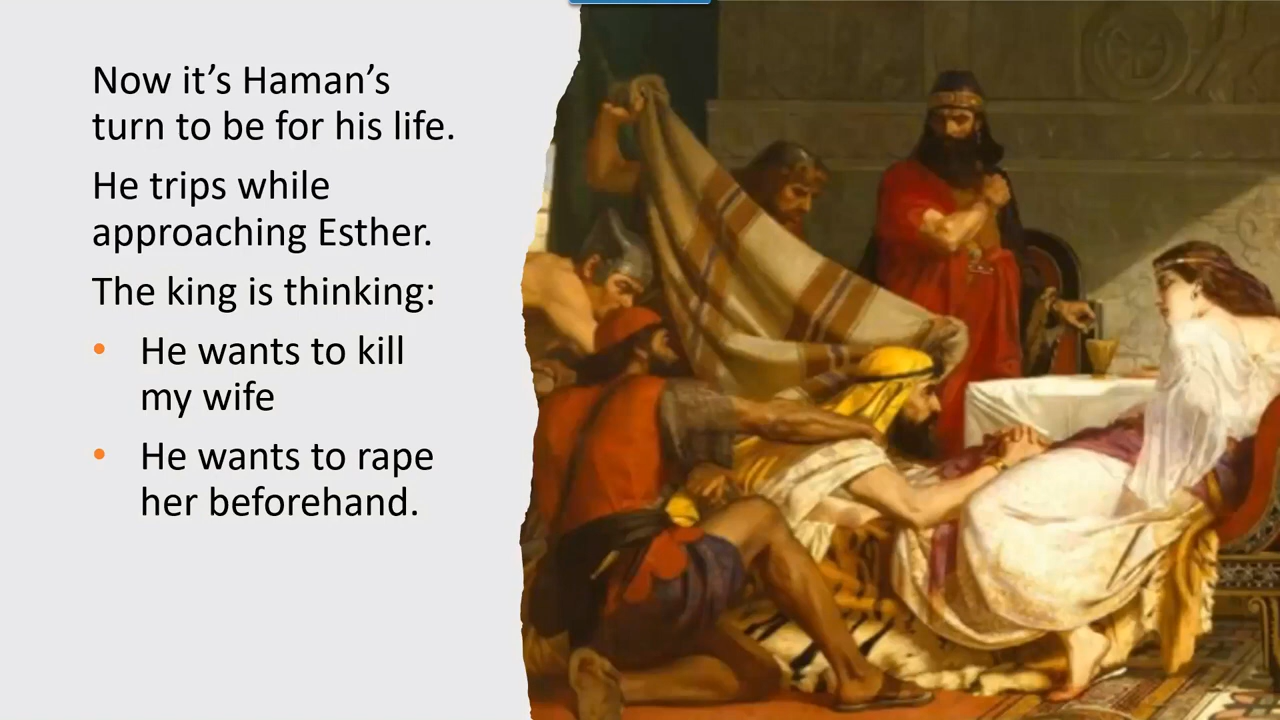 Now it’s Haman’s
turn to be for his life.
He trips while
approaching Esther.
The king is thinking:
• He wants to kill
my wife
• He wants to rape
her beforehand.